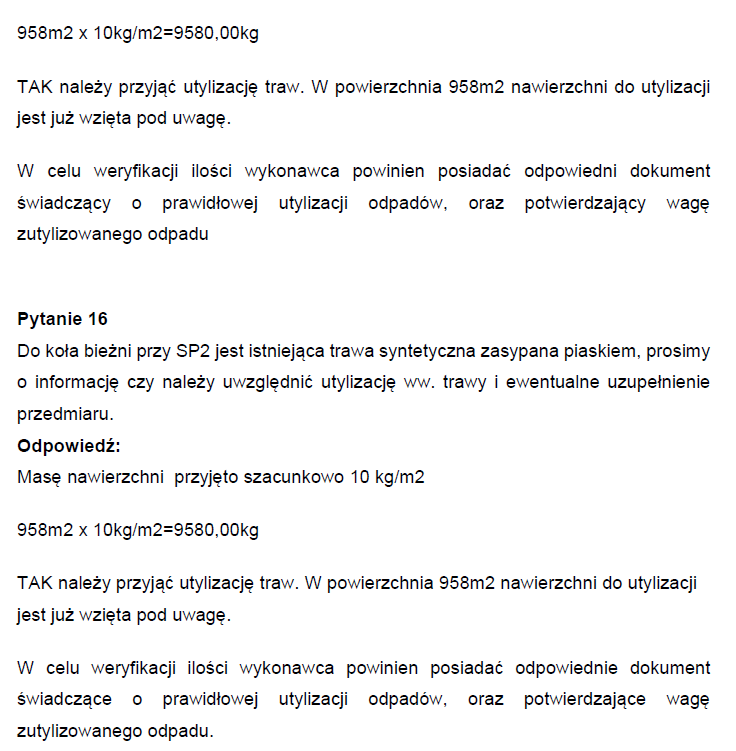 958m2 x 10kg/m2=9580,00kg
TAK należy przyjąć utylizację traw. W powierzchnia 958m2 nawierzchni do utylizacji
jest już wzięta pod uwagę.
W celu weryfikacji ilości wykonawca powinien posiadać odpowiedni dokument
świadczący o prawidłowej utylizacji odpadów, oraz potwierdzający wagę
zutylizowanego odpadu
Pytanie 16
Do koła bieżni przy SP2 jest istniejąca trawa syntetyczna zasypana piaskiem, prosimy
o informację czy należy uwzględnić utylizację ww. trawy i ewentualne uzupełnienie
przedmiaru.
Odpowiedź:
Masę nawierzchni przyjęto szacunkowo 10 kg/m2
958m2 x 10kg/m2=9580,00kg
TAK należy przyjąć utylizację traw. W powierzchnia 958m2 nawierzchni do utylizacji
jest już wzięta pod uwagę.
W celu weryfikacji ilości wykonawca powinien posiadać odpowiednie dokument
świadczące o prawidłowej utylizacji odpadów, oraz potwierdzające wagę
zutylizowanego odpadu.